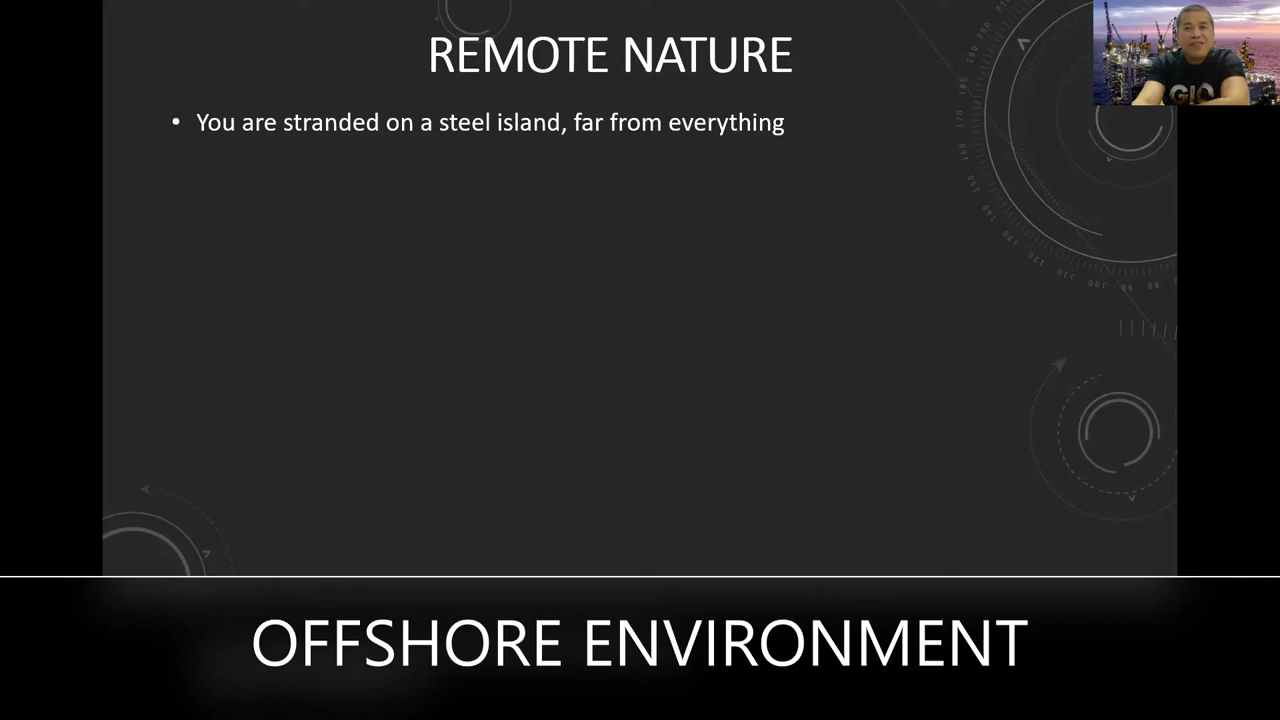 REMOTE NATURE
• You are stranded on a steel island, far from everything
OFFSHORE ENVIRONMENT